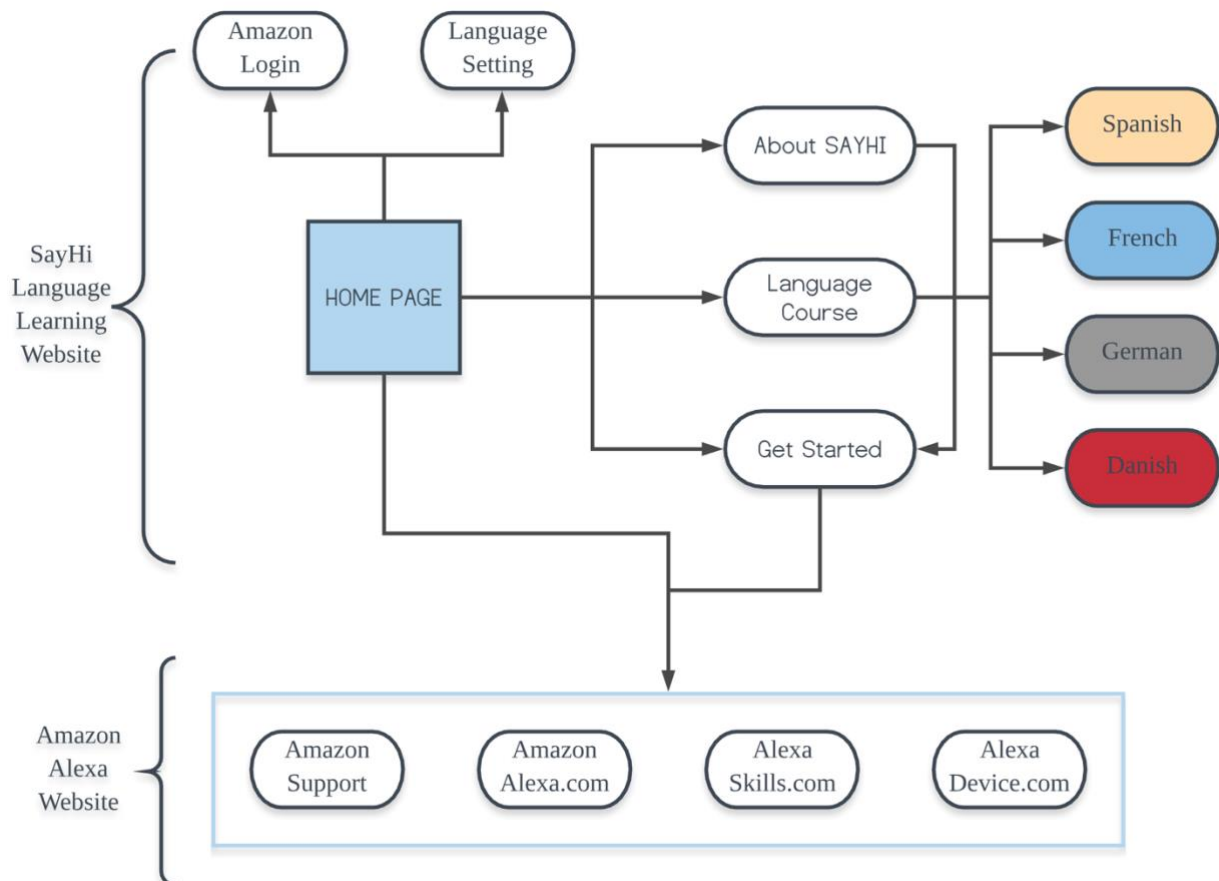 Amazon
Login
Language
Setting
About SAYHI
Spanish
SayHi
Language
Learning
Website
HOME PAGE
Language
Course
French
German
Get Started
Danish
Amazon
Alexa
Website
Amazon
Support
Amazon
Alexa.com
Alexa
Skills.com
Alexa
Device.com